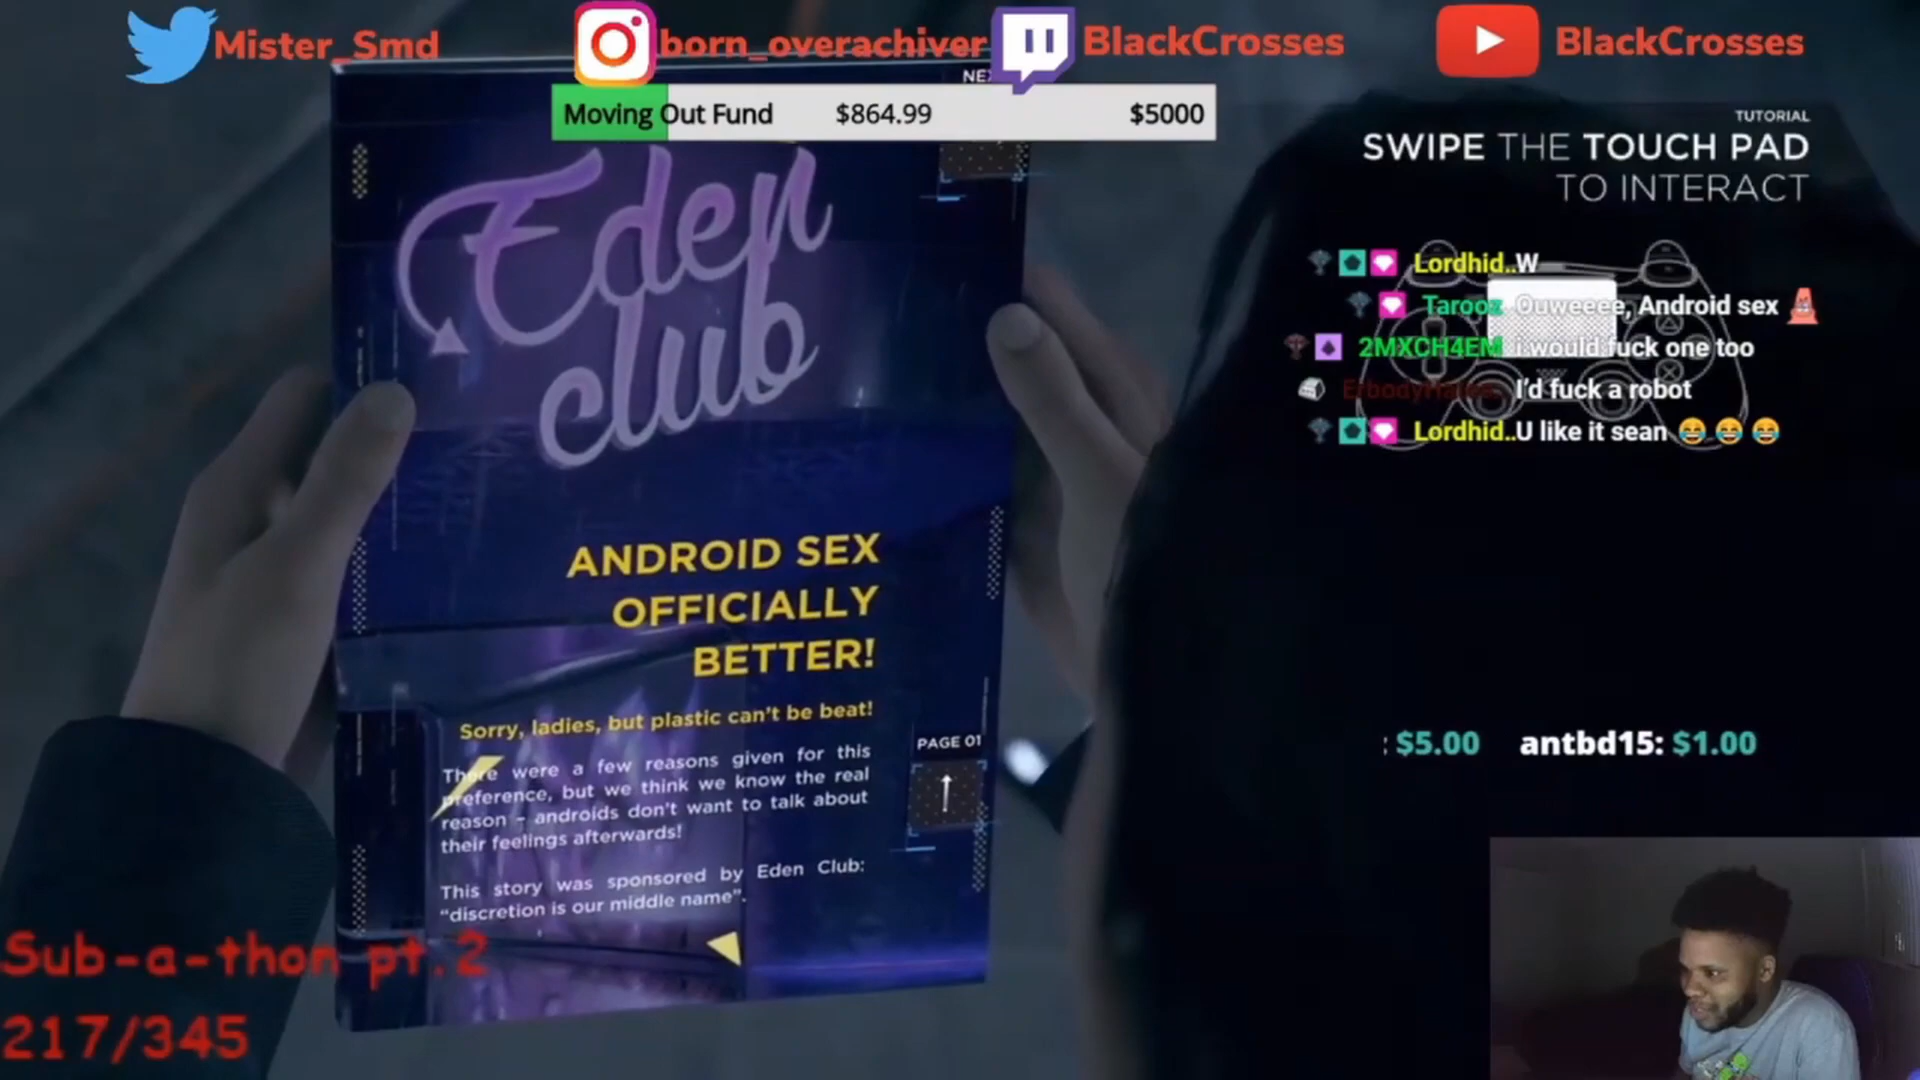 Mister_Smd
born_overachiver
BlackCrosses
BlackCrosses
Moving Out Fund $864.99 $5000
TUTORIAL
SWIPE THE TOUCH PAD
TO INTERACT
Eden
club
Lordhid..W
Tarooz Ouweeee, Android sex
2MXCH4EM i would fuck one too
I'd fuck a robot
Lordhid..U like it sean 😂 😂 😂
ANDROID SEX
OFFICIALLY
BETTER!
Sorry, ladies, but plastic can't be beat!
There were a few reasons given for this
preference, but we think we know the real
reason – androids don't want to talk about
their feelings afterwards!
This story was sponsored by Eden Club:
"discretion is our middle name".
PAGE 01
: $5.00 antbd15: $1.00
Sub-a-thon pt.2
217/345